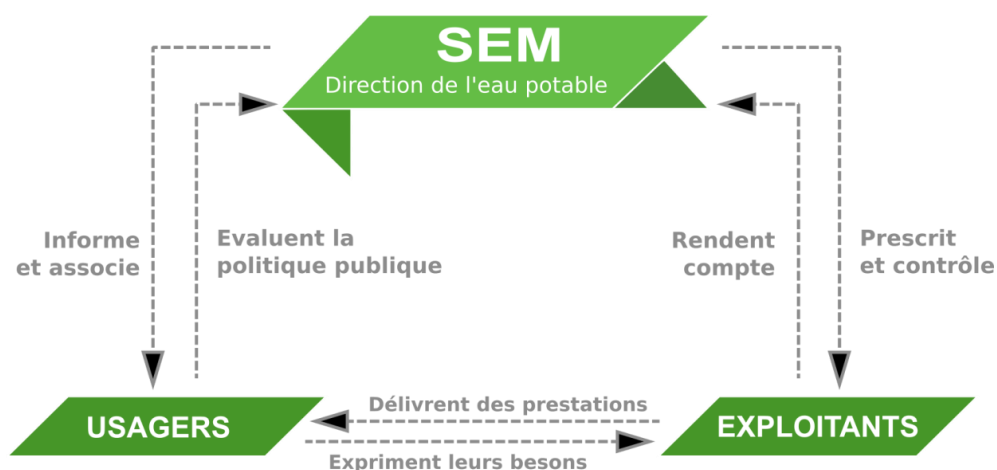 SEM
Direction de l'eau potable
Informe
et associe
Evaluent la
politique publique
Rendent
compte
Prescrit
et contrôle
Délivrent des prestations
USAGERS
EXPLOITANTS
Expriment leurs besons